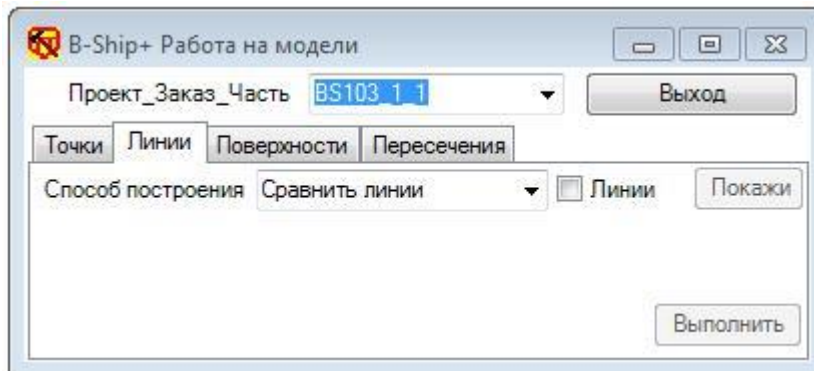 B-Ship+ Работа на модели
Проект_Заказ_Часть BS103_1_1 Выход
Точки Линии Поверхности Пересечения
Способ построения Сравнить линии Линии Покажи
Выполнить